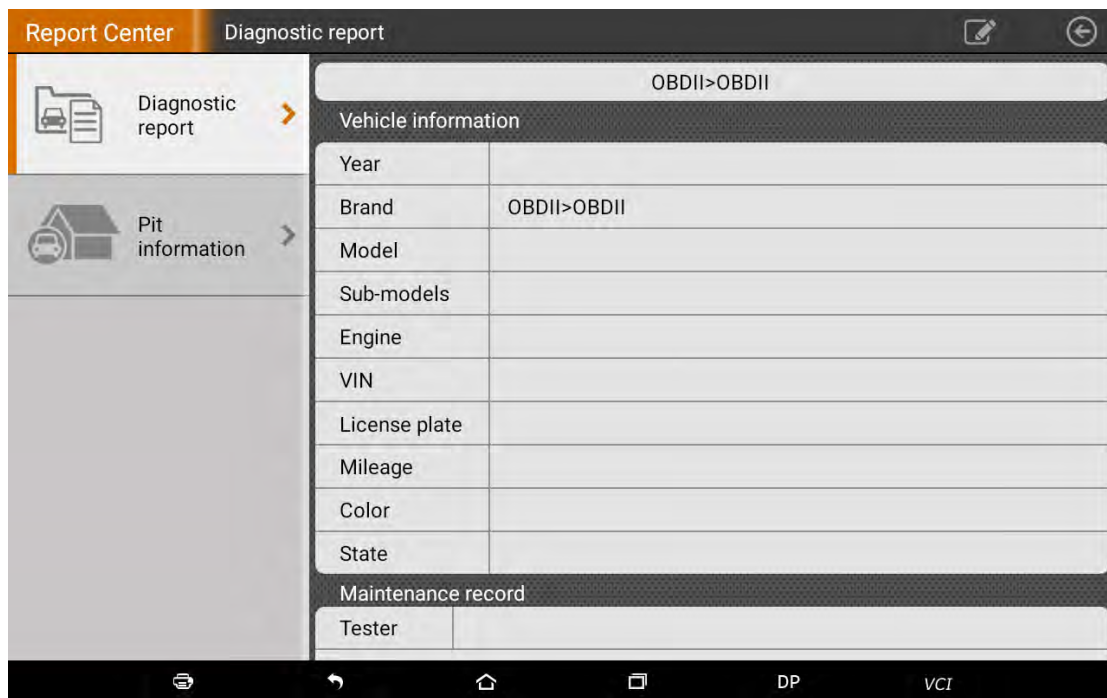 Report Center
Diagnostic report
Diagnostic
report
Pit
information
OBDII>OBDII
Vehicle information
Year
Brand OBDII>OBDII
Model
Sub-models
Engine
VIN
License plate
Mileage
Color
State
Maintenance record
Tester
DP
VCI